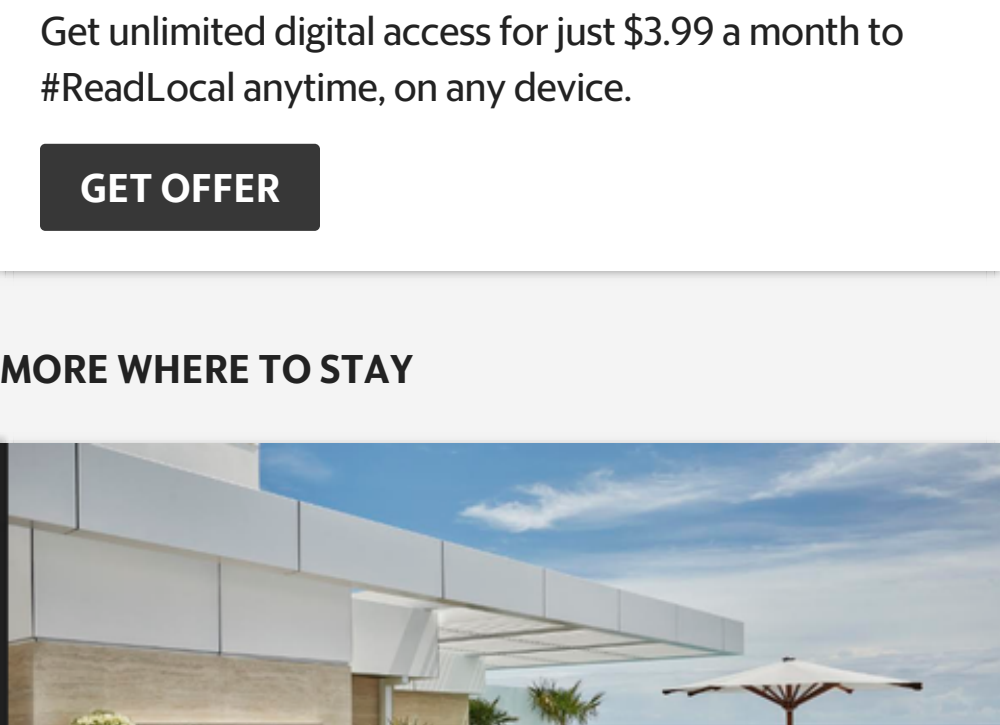 Get unlimited digital access for just $3.99 a month to
#ReadLocal anytime, on any device.
GET OFFER
MORE WHERE TO STAY